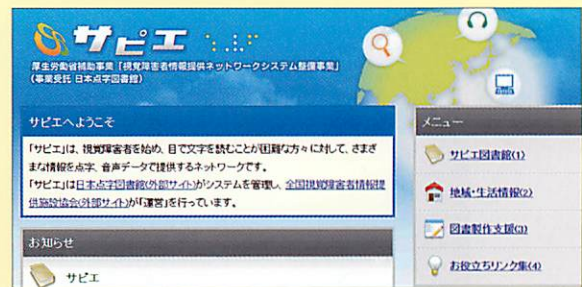 サピエ
厚生労働省補助事業「視覚障害者情報提供ネットワークシステム整備事業」
(事業受託 日本点字図書館)
サピエへようこそ
「サピエ」は、視覚障害者を始め、目で文字を読むことが困難な方々に対して、さまざ
まな情報を点字、音声データで提供するネットワークです。
「サピエ」は日本点字図書館(外部サイト)がシステムを管理し、全国視覚障害者情報提
供施設協会(外部サイト)が「運営」を行っています。
お知らせ
サピエ
メニュー
サピエ図書館(1)
地域・生活情報(2)
図書製作支援(3)
お役立ちリンク集(4)